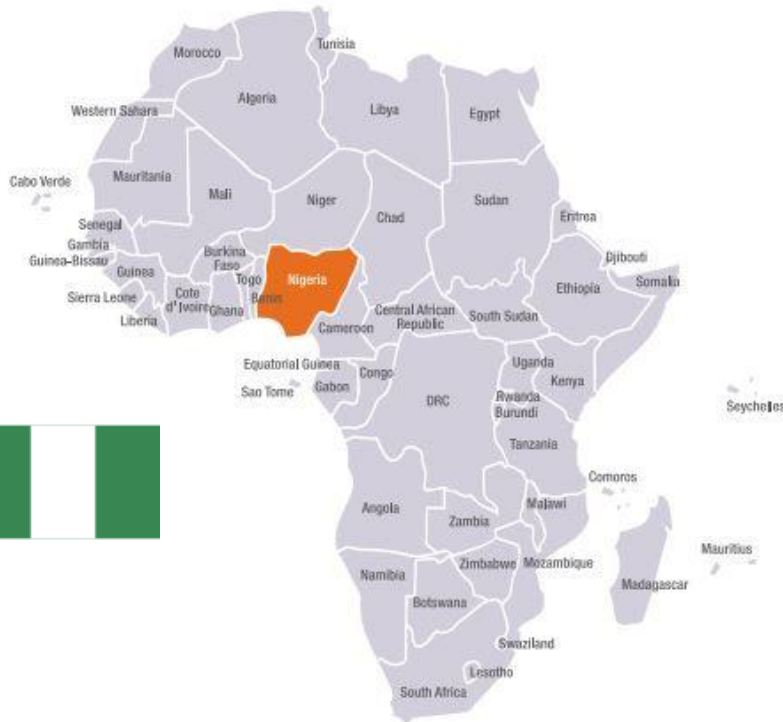 Tunisia
Morocco
Algeria
Libya
Egypt
Western Sahara
Mauritania
Mali
Niger
Chad
Sudan
Cabo Verde
Senegal
Gambia
Guinea-Bissau
Guinea
Sierra Leone
Liberia
Cote
d' Ivoire
Burkina
Faso
Ghana
Togo
Benin
Nigeria
Eritrea
Djibouti
Somalia
Ethiopia
South Sudan
Central African
Republic
Cameroon
Equatorial Guinea
Sao Tome
Gabon
Congo
DRC
Uganda
Kenya
Rwanda
Burundi
Tanzania
Seychelles
Comoros
Malawi
Angola
Zambia
Mozambique
Zimbabwe
Namibia
Botswana
Madagascar
Mauritius
Swaziland
Lesotho
South Africa